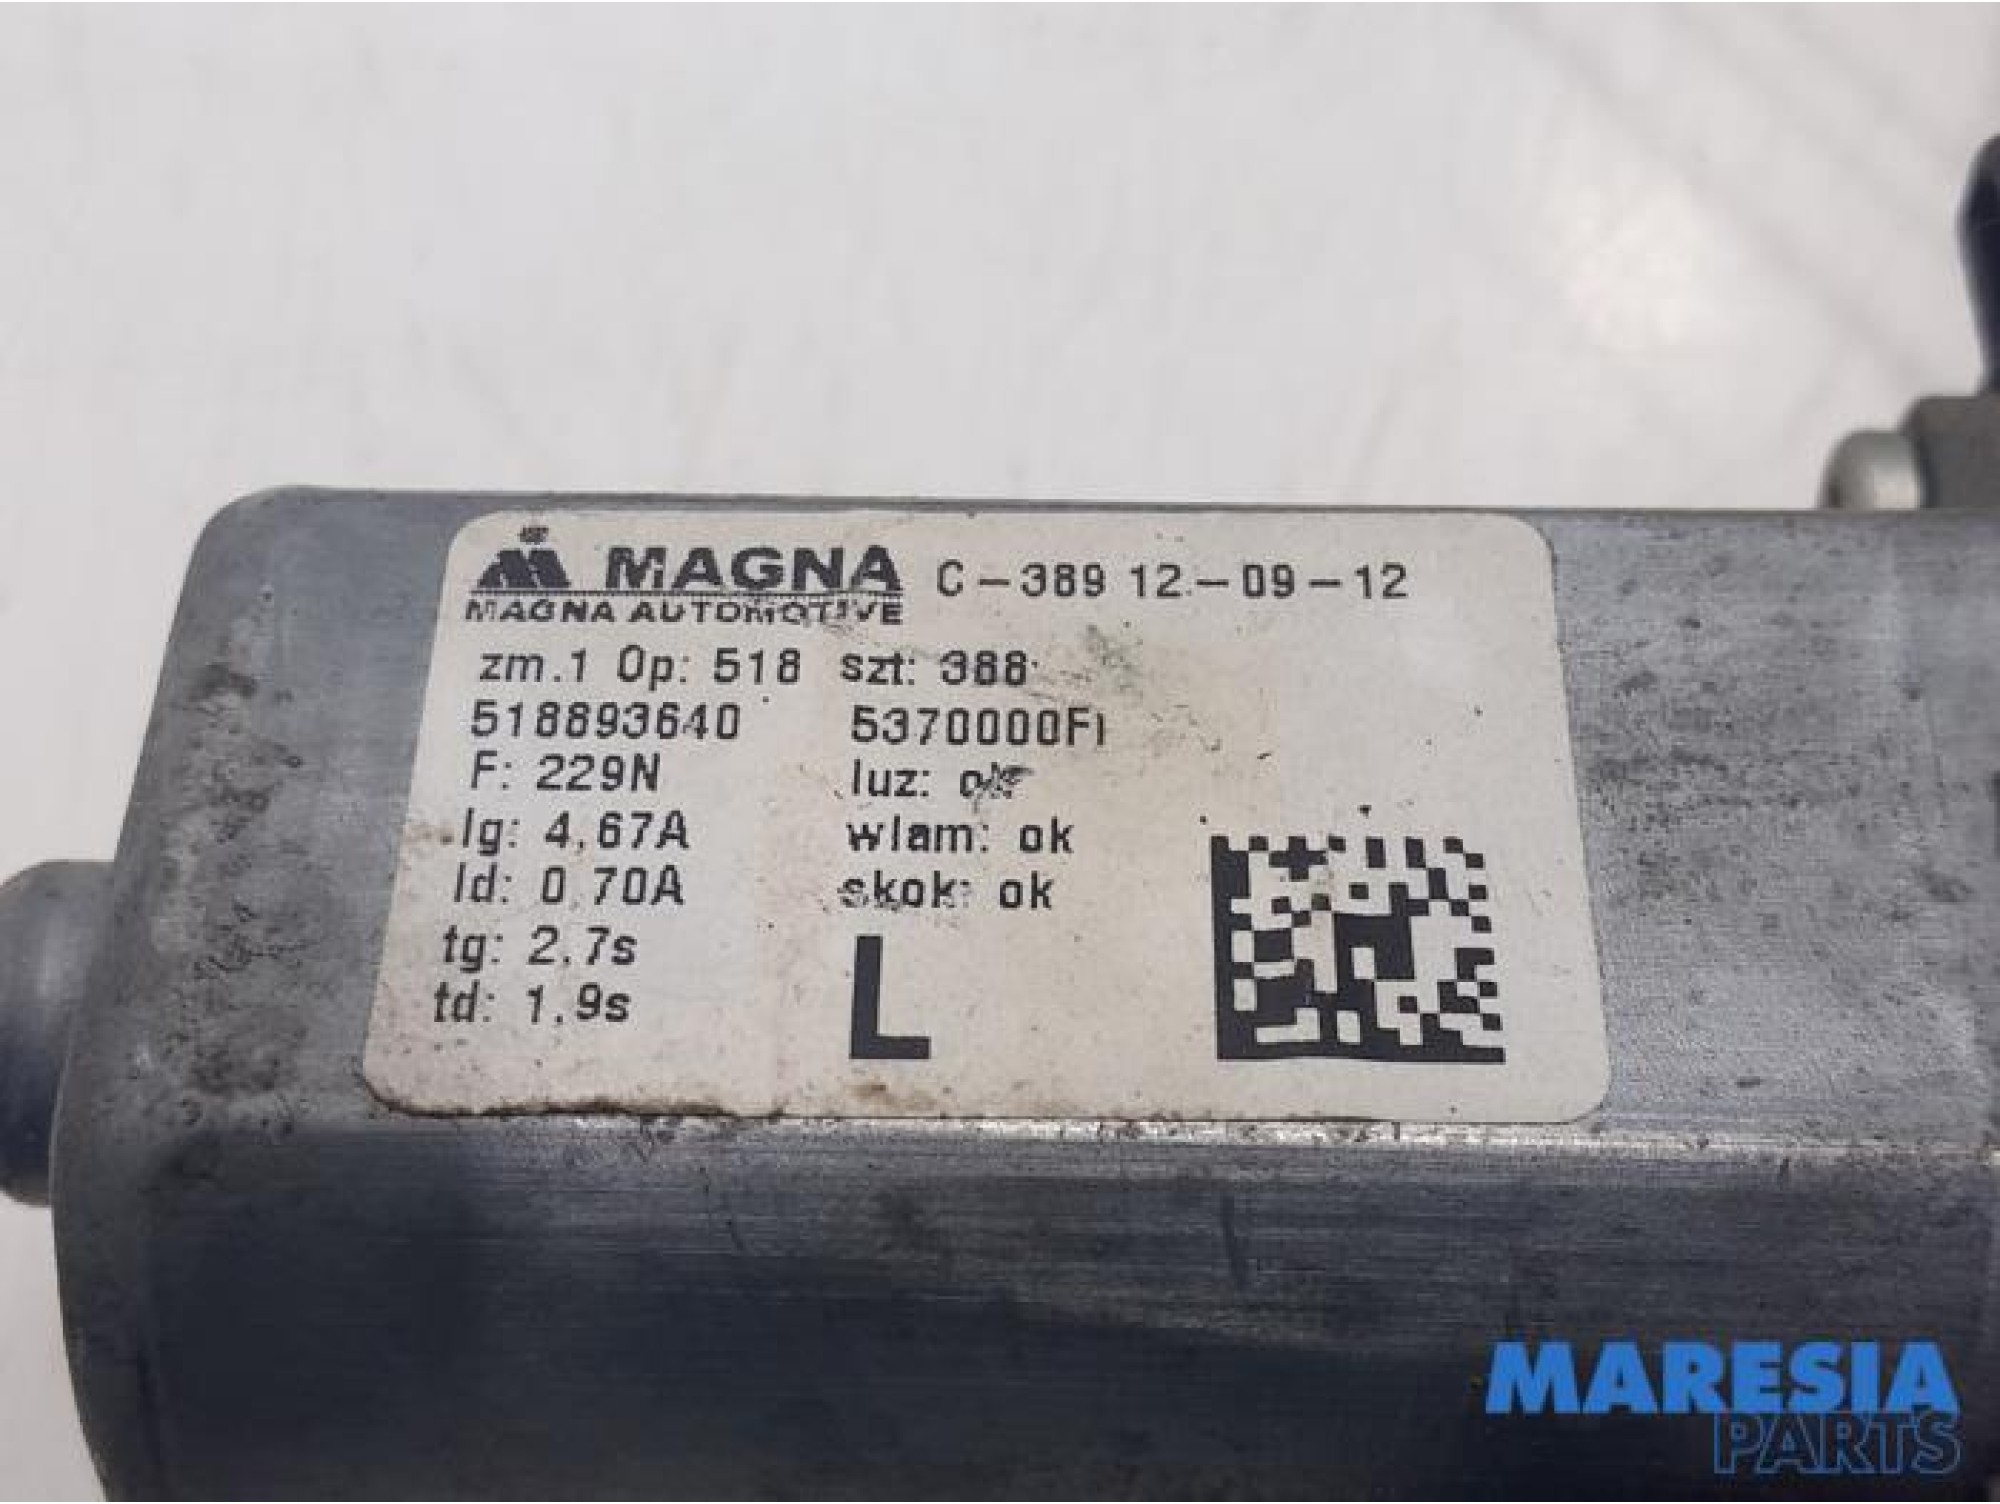 MAGNA C-389 12-09-12
MAGNA AUTOMOTIVE
zm.1 Op: 518 szt: 388
518893640 5370000FI
F: 229N luz: ok
Ig: 4,67A wlam: ok
Id: 0,70A skok: ok
tg: 2,7s
td: 1,9s
L
MARESIA
PARTS